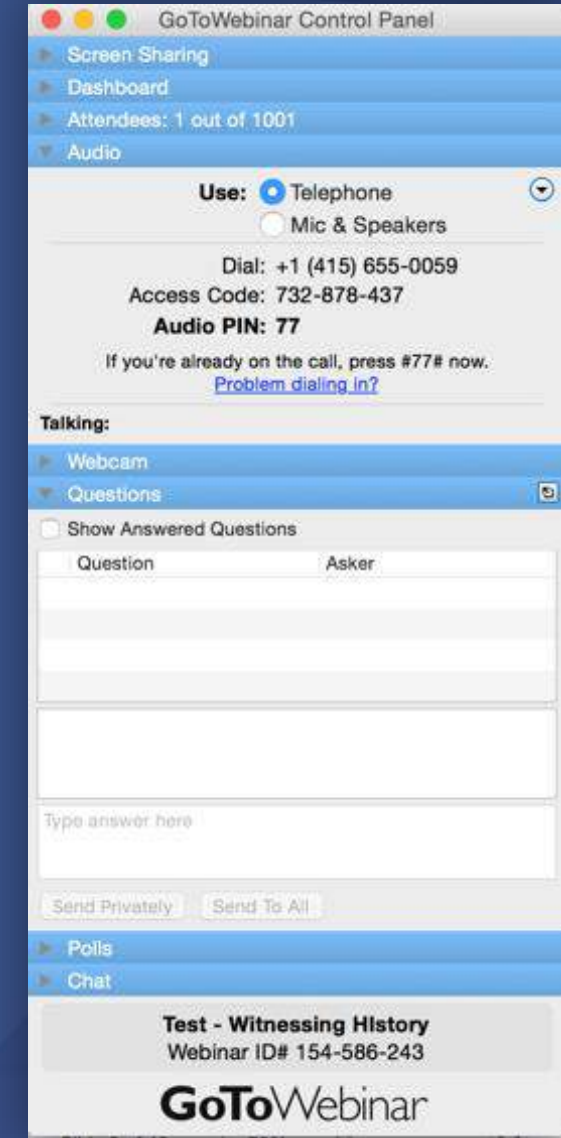 GoToWebinar Control Panel
Screen Sharing
Dashboard
Attendees: 1 out of 1001
Audio
Use: Telephone
Mic & Speakers
Dial: +1 (415) 655-0059
Access Code: 732-878-437
Audio PIN: 77
If you're already on the call, press #77# now.
Problem dialing in?
Talking:
Webcam
Questions
Show Answered Questions
Question Asker
Type answer here
Send Privately Send To All
Polls
Chat
Test - Witnessing HIstory
Webinar ID# 154-586-243
GoToWebinar